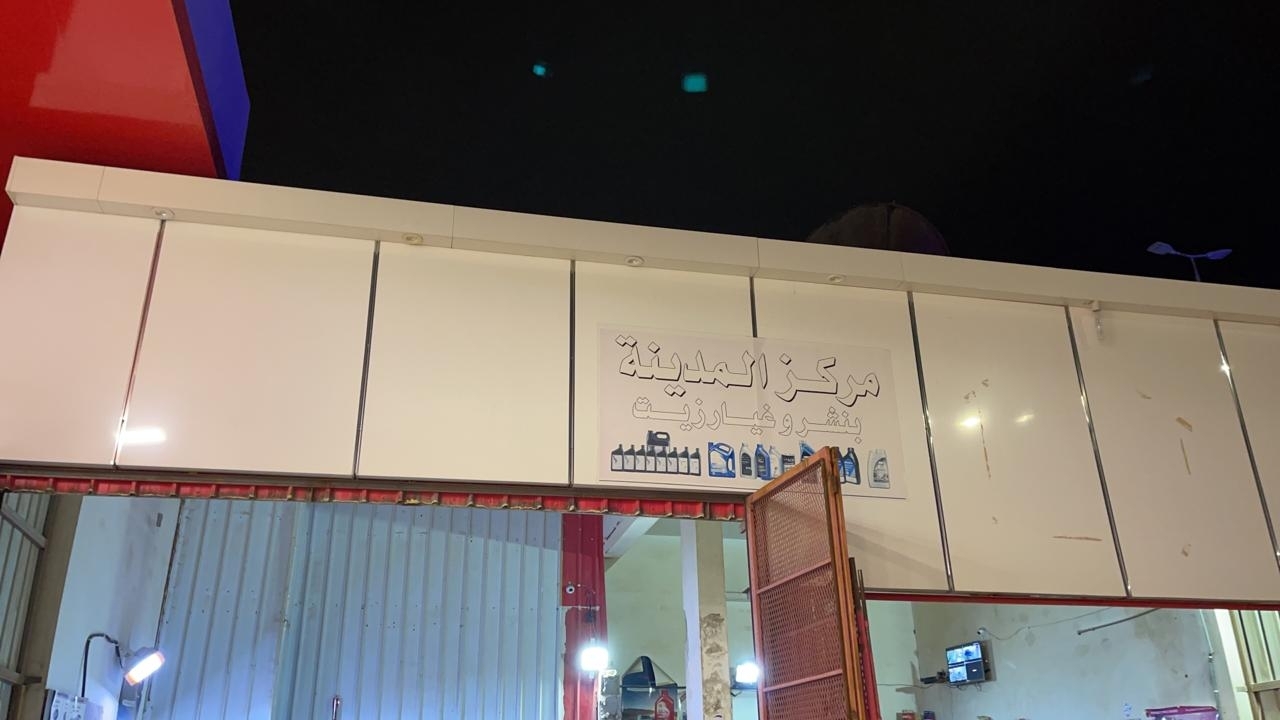 مركز المدينة
بنشر وغيار زيت